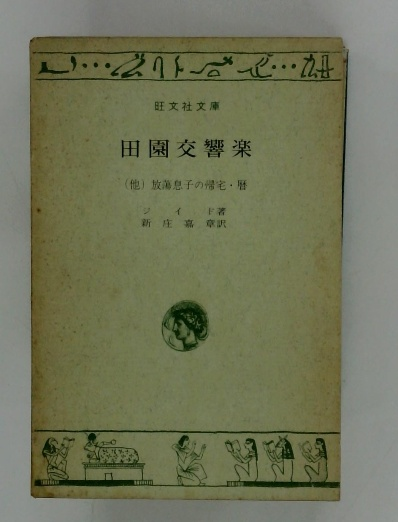 旺文社文庫
田園交響楽
(他) 放蕩息子の帰宅・暦
ジイド著
新庄嘉章訳